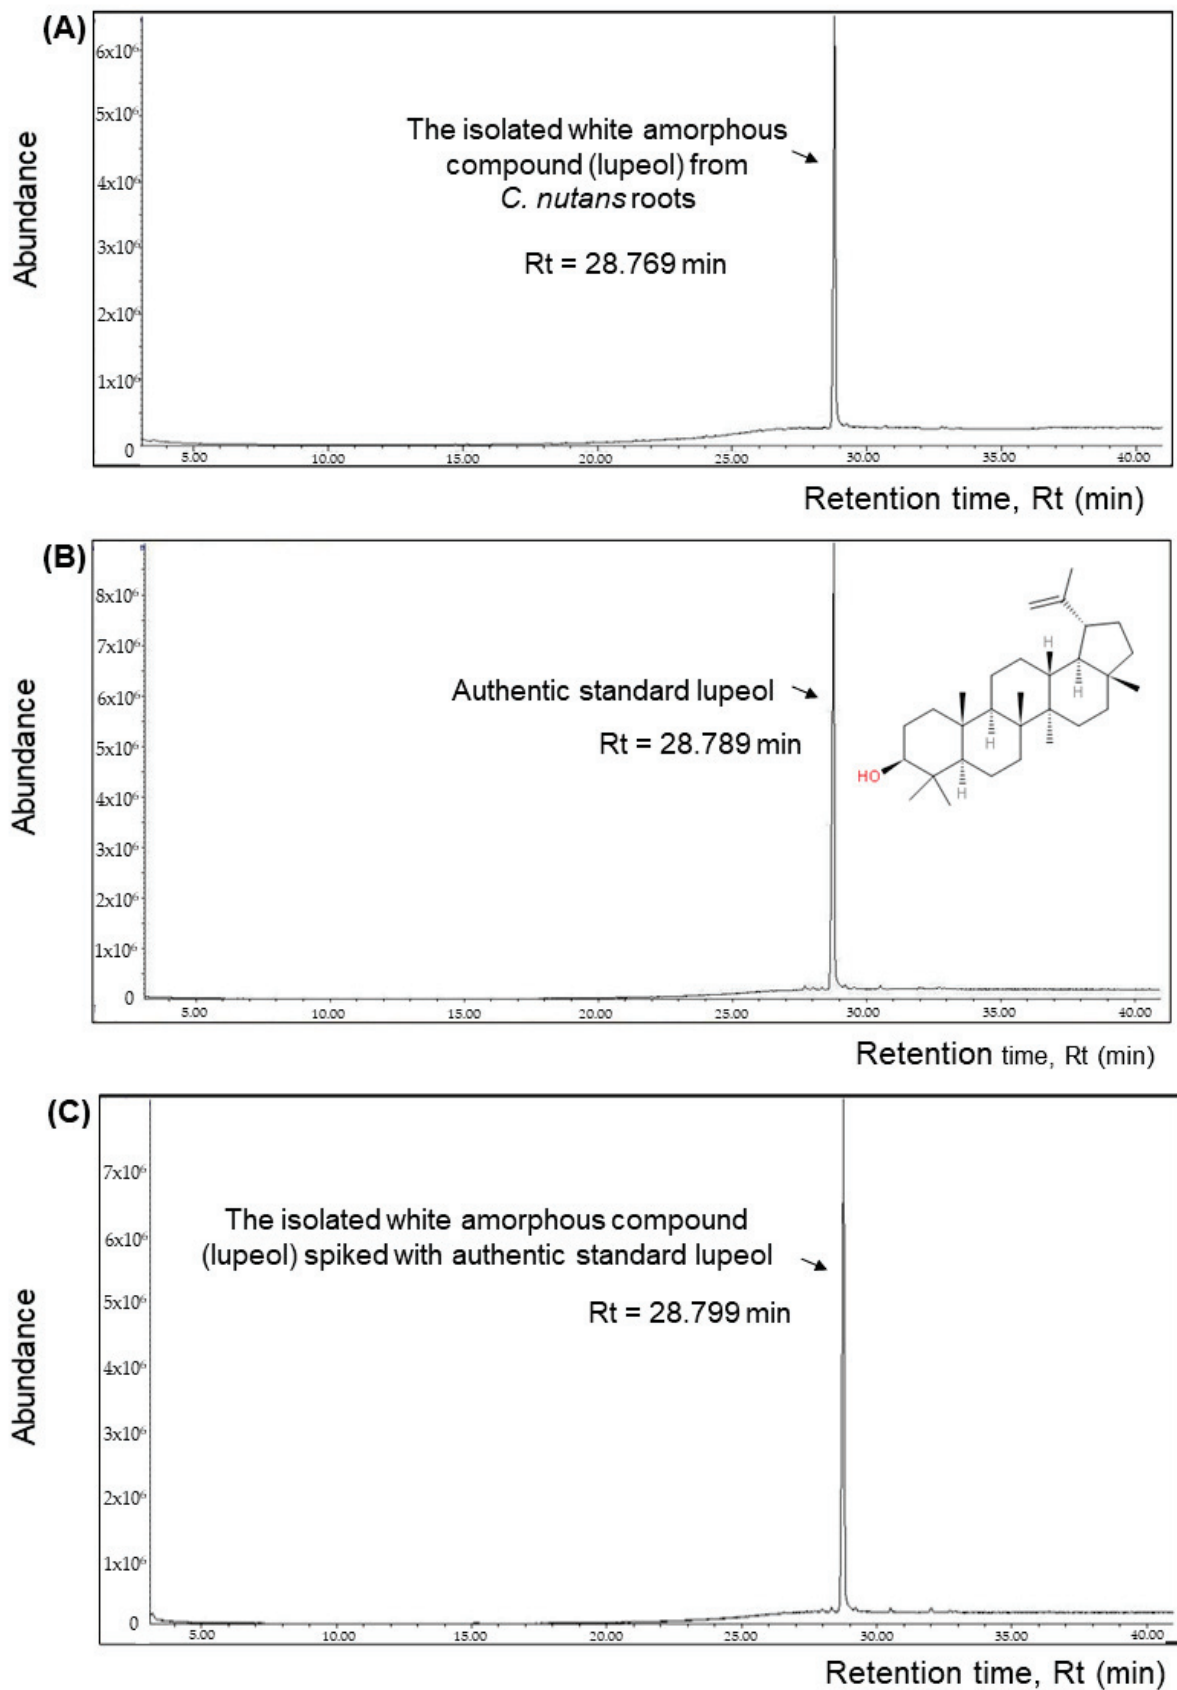 (A)
Abundance
6x10⁶
5x10⁶
4x10⁶
3x10⁶
2x10⁶
1x10⁶
0
The isolated white amorphous
compound (lupeol) from
C. nutans roots
Rt = 28.769 min
5.00 10.00 15.00 20.00 25.00 30.00 35.00 40.00
Retention time, Rt (min)
(B)
Abundance
8x10⁶
7x10⁶
6x10⁶
5x10⁶
4x10⁶
3x10⁶
2x10⁶
1x10⁶
0
Authentic standard lupeol
Rt = 28.789 min
H
H
H
HO
H
5.00 10.00 15.00 20.00 25.00 30.00 35.00 40.00
Retention time, Rt (min)
(C)
Abundance
7x10⁶
6x10⁶
5x10⁶
4x10⁶
3x10⁶
2x10⁶
1x10⁶
0
The isolated white amorphous compound
(lupeol) spiked with authentic standard lupeol
Rt = 28.799 min
5.00 10.00 15.00 20.00 25.00 30.00 35.00 40.00
Retention time, Rt (min)